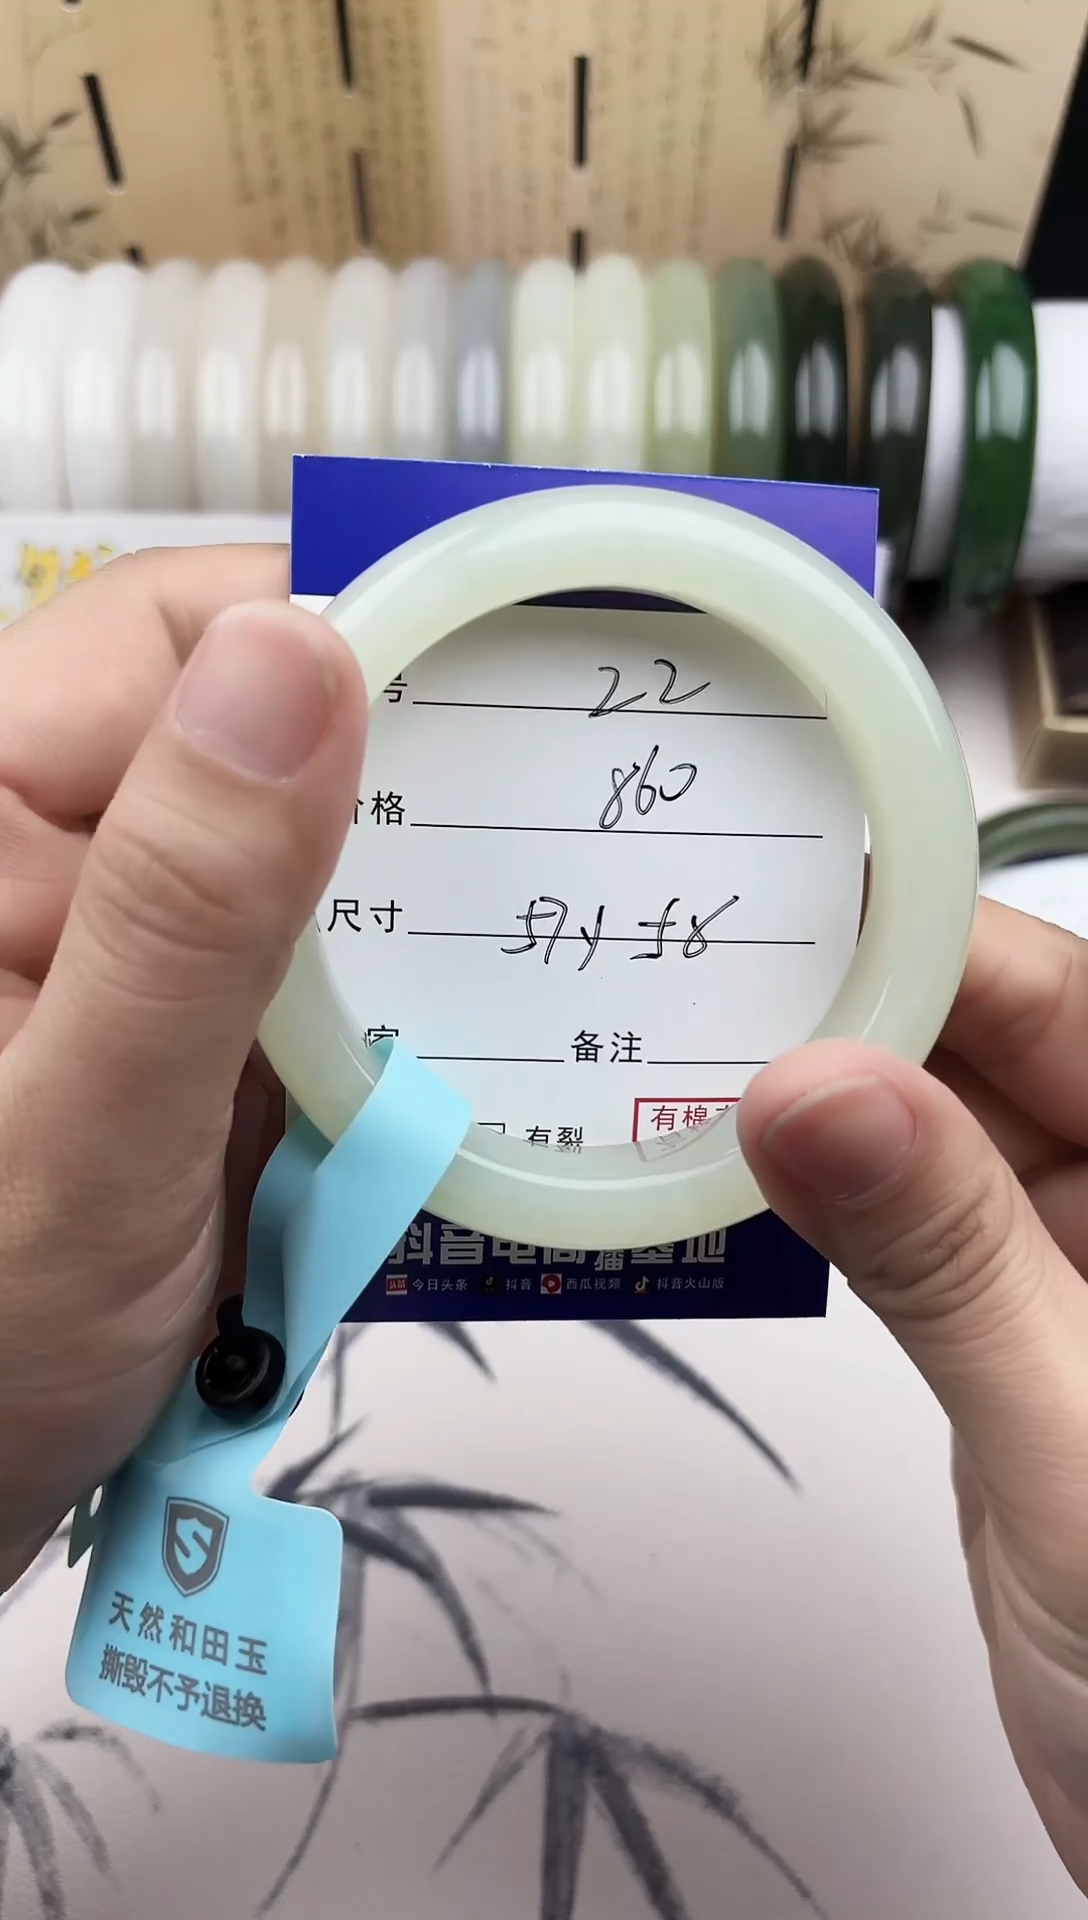 号 22
价格 860
尺寸 57y 58
备注
有裂
有棉
抖音电商直播基地
今日头条 抖音 西瓜视频 抖音火山版
天然和田玉
撕毁不予退换